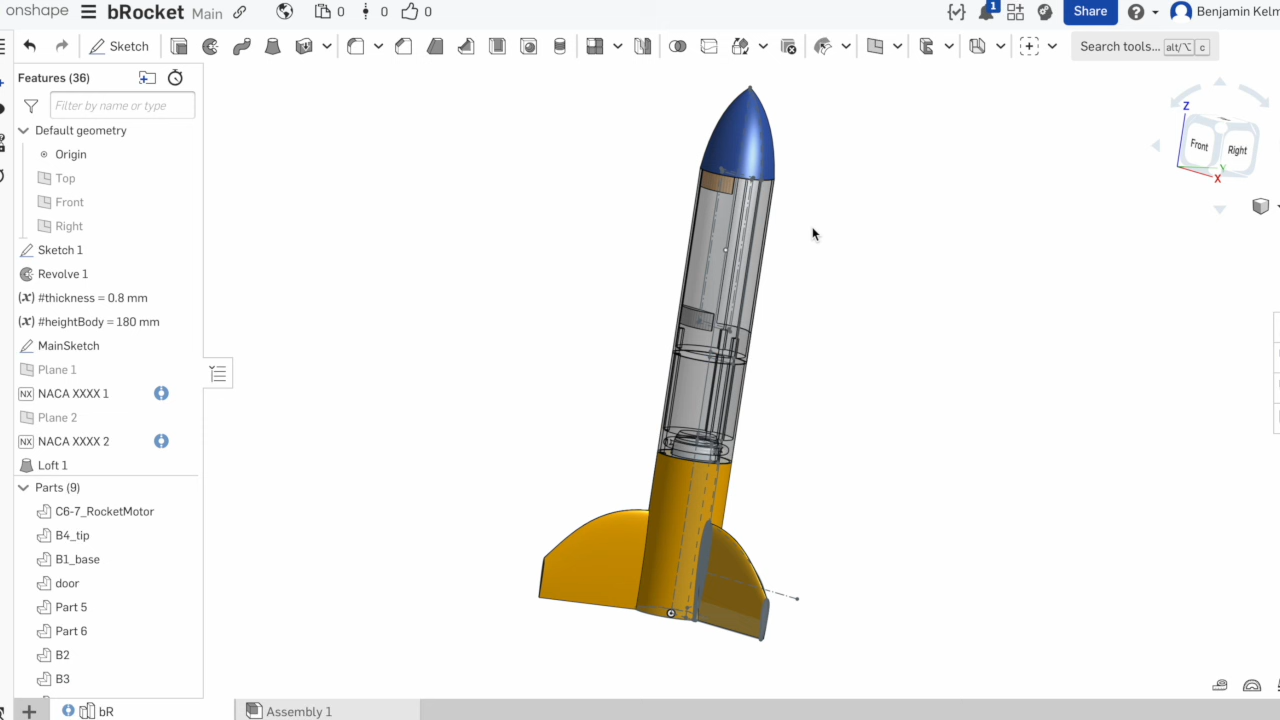 onshape bRocket Main 0 0 0 1 Share Benjamin Kelm
Sketch Search tools... alt/⌥ c
Features (36)
Filter by name or type
Default geometry
Origin
Top
Front
Right
Sketch 1
Revolve 1
(x) #thickness = 0.8 mm
(x) #heightBody = 180 mm
MainSketch
Plane 1
NX NACA XXXX 1
Plane 2
NX NACA XXXX 2
Loft 1
Parts (9)
C6-7_RocketMotor
B4_tip
B1_base
door
Part 5
Part 6
B2
B3
Z
Front Right
Y
X
bR Assembly 1